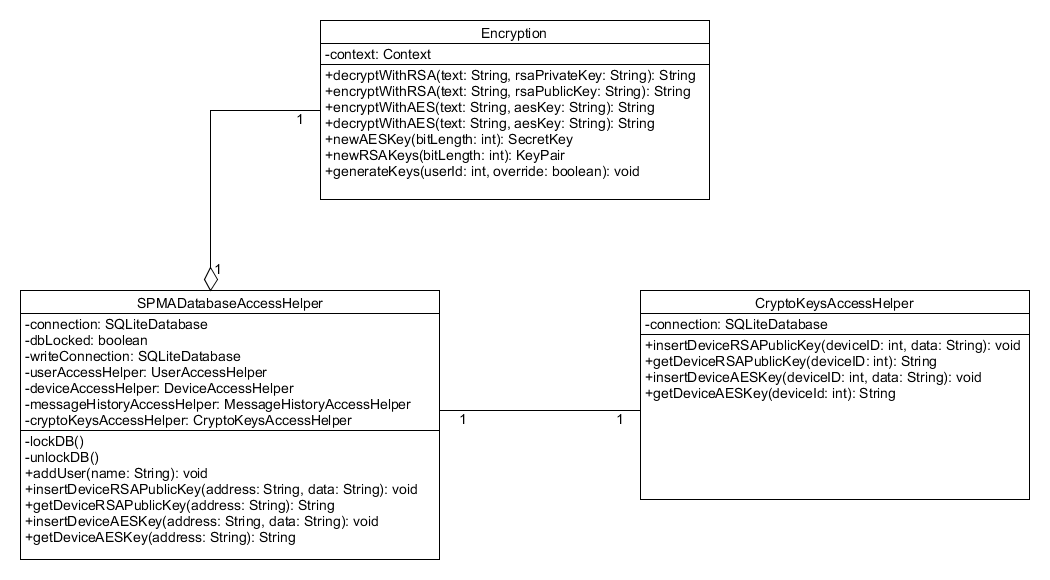 Encryption
-context: Context
+decryptWithRSA(text: String, rsaPrivateKey: String): String
+encryptWithRSA(text: String, rsaPublicKey: String): String
+encryptWithAES(text: String, aesKey: String): String
+decryptWithAES(text: String, aesKey: String): String
+newAESKey(bitLength: int): SecretKey
+newRSAKeys(bitLength: int): KeyPair
+generateKeys(userId: int, override: boolean): void
1
1
SPMADatabaseAccessHelper
-connection: SQLiteDatabase
-dbLocked: boolean
-writeConnection: SQLiteDatabase
-userAccessHelper: UserAccessHelper
-deviceAccessHelper: DeviceAccessHelper
-messageHistoryAccessHelper: MessageHistoryAccessHelper
-cryptoKeysAccessHelper: CryptoKeysAccessHelper
-lockDB()
-unlockDB()
+addUser(name: String): void
+insertDeviceRSAPublicKey(address: String, data: String): void
+getDeviceRSAPublicKey(address: String): String
+insertDeviceAESKey(address: String, data: String): void
+getDeviceAESKey(address: String): String
1
1
CryptoKeysAccessHelper
-connection: SQLiteDatabase
+insertDeviceRSAPublicKey(deviceID: int, data: String): void
+getDeviceRSAPublicKey(deviceID: int): String
+insertDeviceAESKey(deviceID: int, data: String): void
+getDeviceAESKey(deviceId: int): String